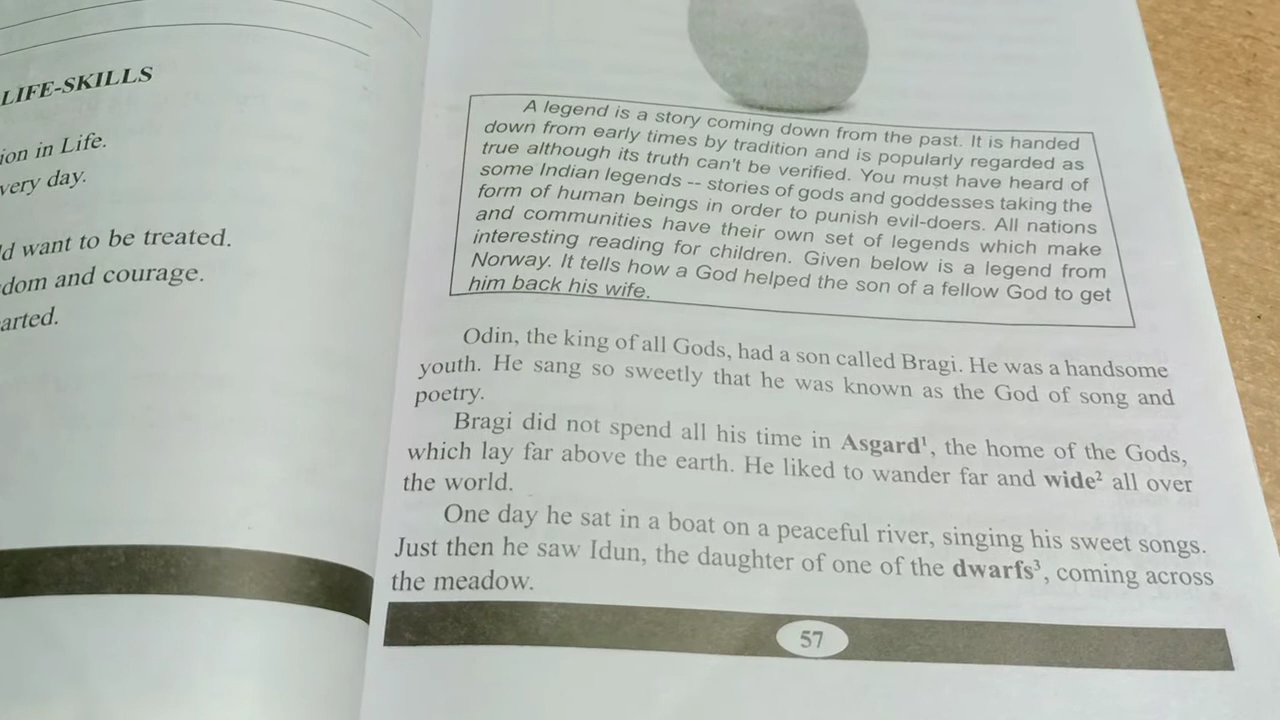 LIFE-SKILLS
ion in Life.
very day.
d want to be treated.
dom and courage.
arted.
A legend is a story coming down from the past. It is handed
down from early times by tradition and is popularly regarded as
true although its truth can't be verified. You must have heard of
some Indian legends -- stories of gods and goddesses taking the
form of human beings in order to punish evil-doers. All nations
and communities have their own set of legends which make
interesting reading for children. Given below is a legend from
Norway. It tells how a God helped the son of a fellow God to get
him back his wife.
Odin, the king of all Gods, had a son called Bragi. He was a handsome
youth. He sang so sweetly that he was known as the God of song and
poetry.
Bragi did not spend all his time in Asgard¹, the home of the Gods,
which lay far above the earth. He liked to wander far and wide² all over
the world.
One day he sat in a boat on a peaceful river, singing his sweet songs.
Just then he saw Idun, the daughter of one of the dwarfs³, coming across
the meadow.
57